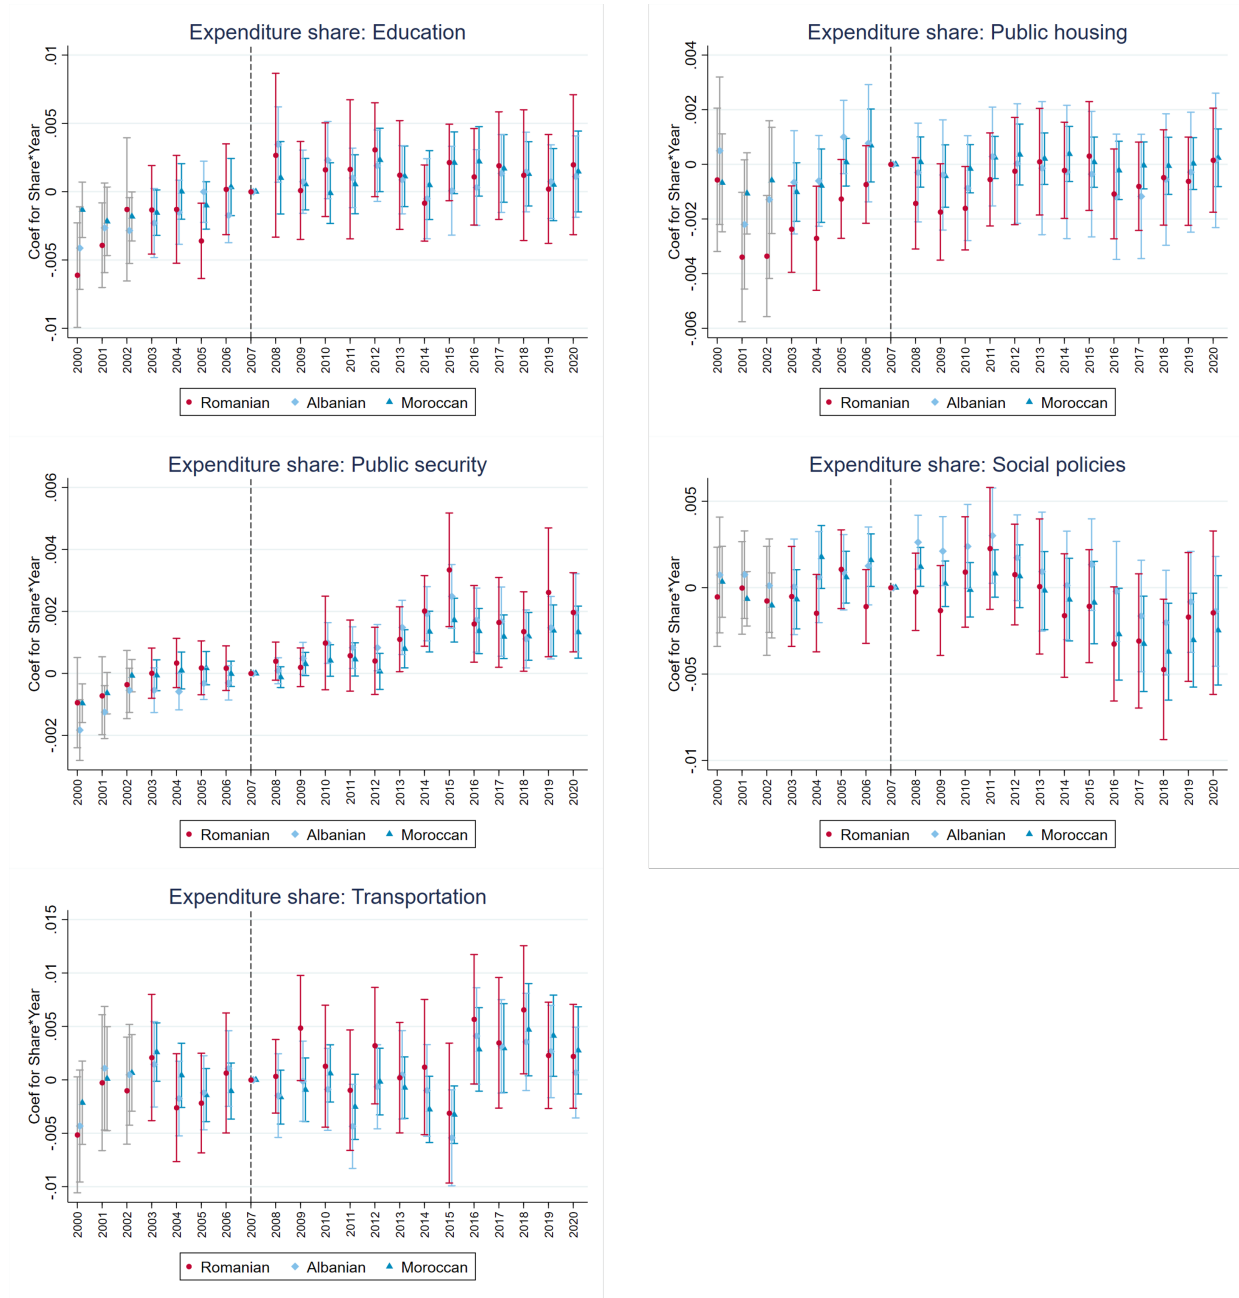 Expenditure share: Education
Coef for Share*Year
.01
.005
0
-.005
-.01
2000 2001 2002 2003 2004 2005 2006 2007 2008 2009 2010 2011 2012 2013 2014 2015 2016 2017 2018 2019 2020
Romanian Albanian Moroccan
Expenditure share: Public housing
Coef for Share*Year
.004
.002
0
-.002
-.004
-.006
2000 2001 2002 2003 2004 2005 2006 2007 2008 2009 2010 2011 2012 2013 2014 2015 2016 2017 2018 2019 2020
Romanian Albanian Moroccan
Expenditure share: Public security
Coef for Share*Year
.006
.004
.002
0
-.002
2000 2001 2002 2003 2004 2005 2006 2007 2008 2009 2010 2011 2012 2013 2014 2015 2016 2017 2018 2019 2020
Romanian Albanian Moroccan
Expenditure share: Social policies
Coef for Share*Year
.005
0
-.005
-.01
2000 2001 2002 2003 2004 2005 2006 2007 2008 2009 2010 2011 2012 2013 2014 2015 2016 2017 2018 2019 2020
Romanian Albanian Moroccan
Expenditure share: Transportation
Coef for Share*Year
.015
.01
.005
0
-.005
-.01
2000 2001 2002 2003 2004 2005 2006 2007 2008 2009 2010 2011 2012 2013 2014 2015 2016 2017 2018 2019 2020
Romanian Albanian Moroccan